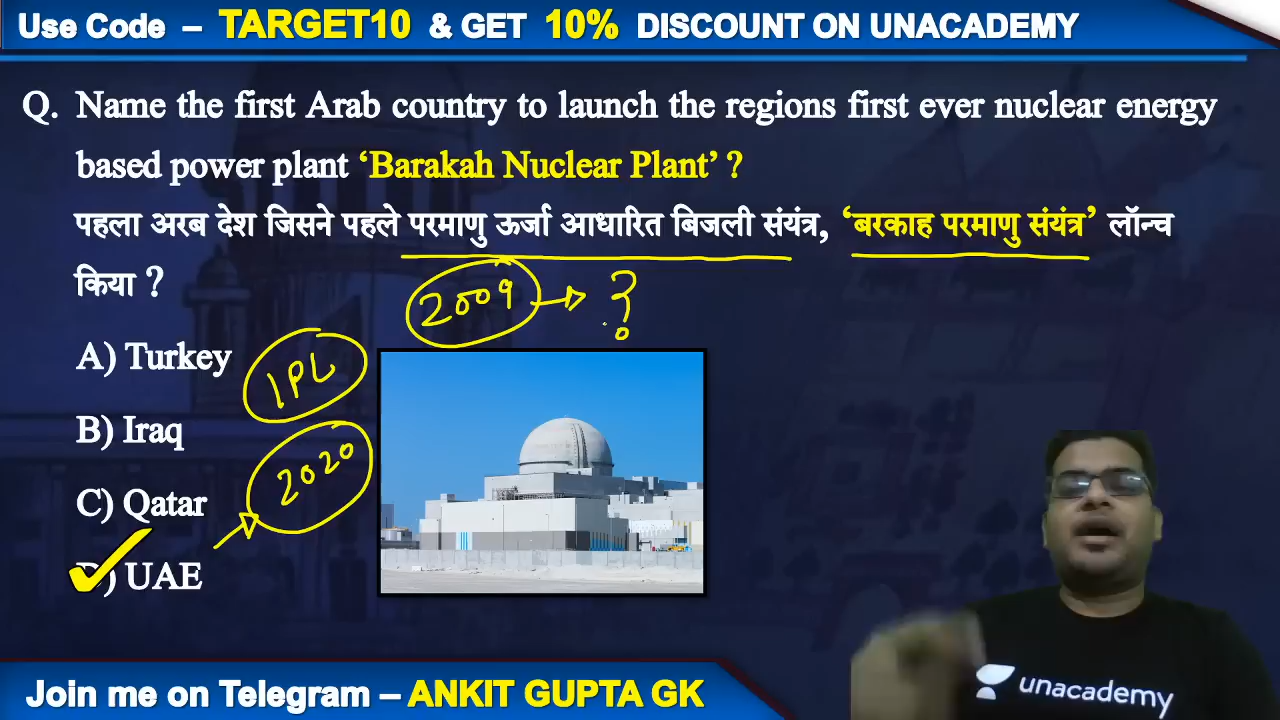 Use Code – TARGET10 & GET 10% DISCOUNT ON UNACADEMY
Q. Name the first Arab country to launch the regions first ever nuclear energy
based power plant ‘Barakah Nuclear Plant’ ?
पहला अरब देश जिसने पहले परमाणु ऊर्जा आधारित बिजली संयंत्र, ‘बरकाह परमाणु संयंत्र’ लॉन्च
किया ?
2009 → ?
A) Turkey
IPL
B) Iraq
2020
C) Qatar
D) UAE
unacademy
Join me on Telegram – ANKIT GUPTA GK